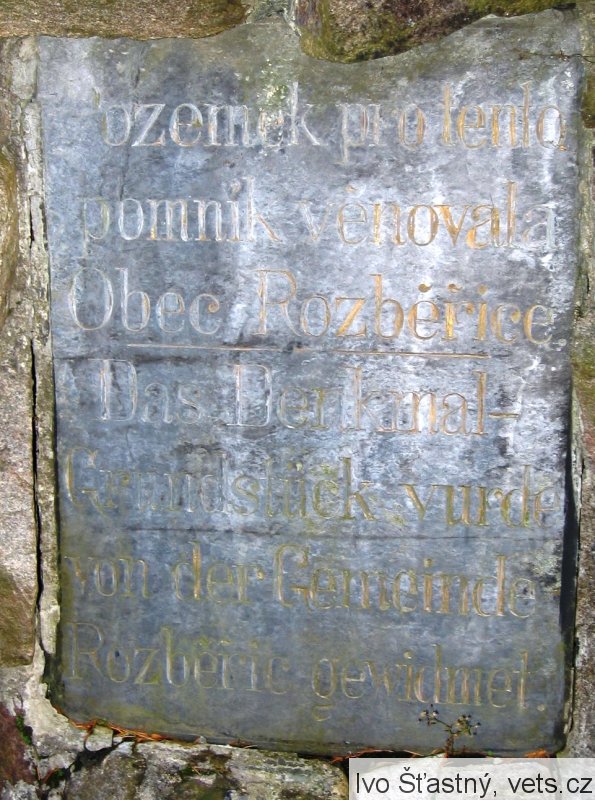 Pozemek pro tento
pomník věnovala
Obec Rozběřice.
Das Denkmal-
Grundstück wurde
von der Gemeinde
Rozběřic gewidmet.
Ivo Šťastný, vets.cz